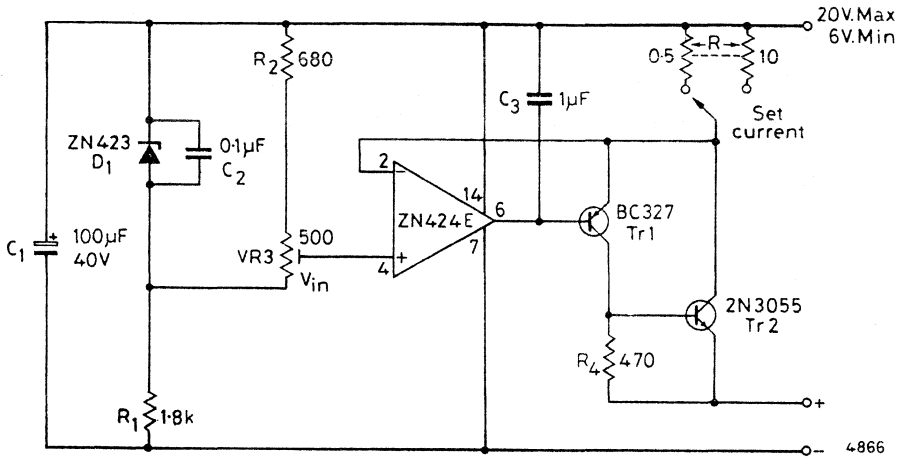 20V.Max
6V.Min
R2 680
0·5 R 10
C3 1µF
Set
current
ZN423
D1
0·1µF
C2
2
−
14
ZN424E
6
7
+
4
BC327
Tr1
C1
+
100µF
40V
500
VR3
Vin
2N3055
Tr2
R4 470
R1 1·8k
+
−
4866